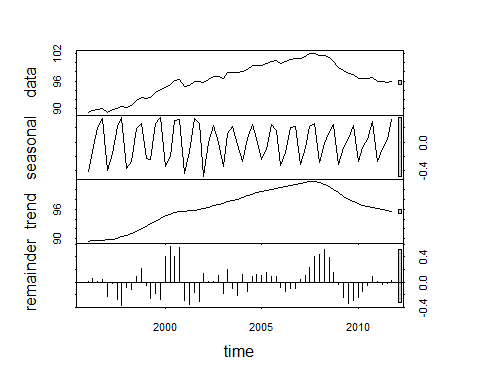 data
90 96 102
seasonal
-0.4 0.0
trend
90 96
remainder
-0.4 0.0 0.4
2000 2005 2010
time